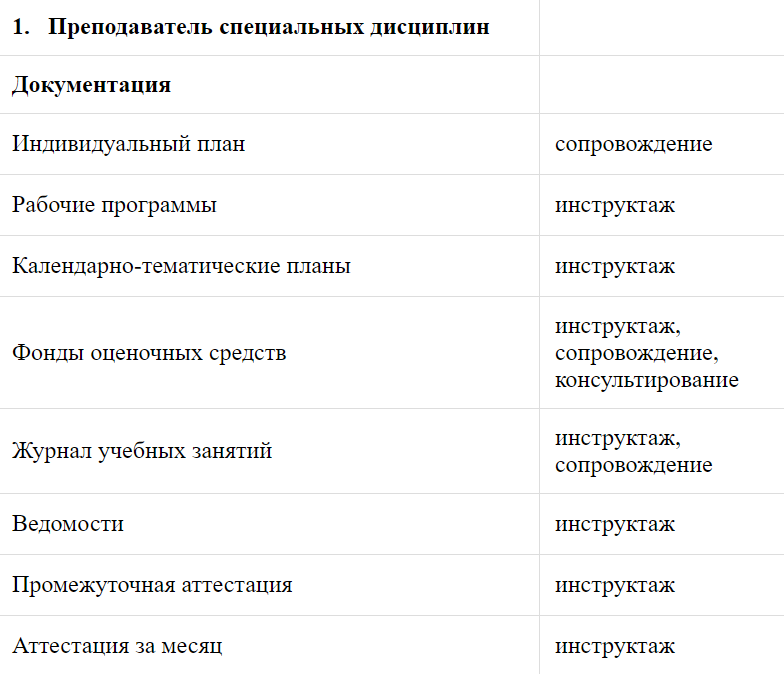 1. Преподаватель специальных дисциплин
Документация
Индивидуальный план сопровождение
Рабочие программы инструктаж
Календарно-тематические планы инструктаж
Фонды оценочных средств
инструктаж,
сопровождение,
консультирование
Журнал учебных занятий
инструктаж,
сопровождение
Ведомости инструктаж
Промежуточная аттестация инструктаж
Аттестация за месяц инструктаж